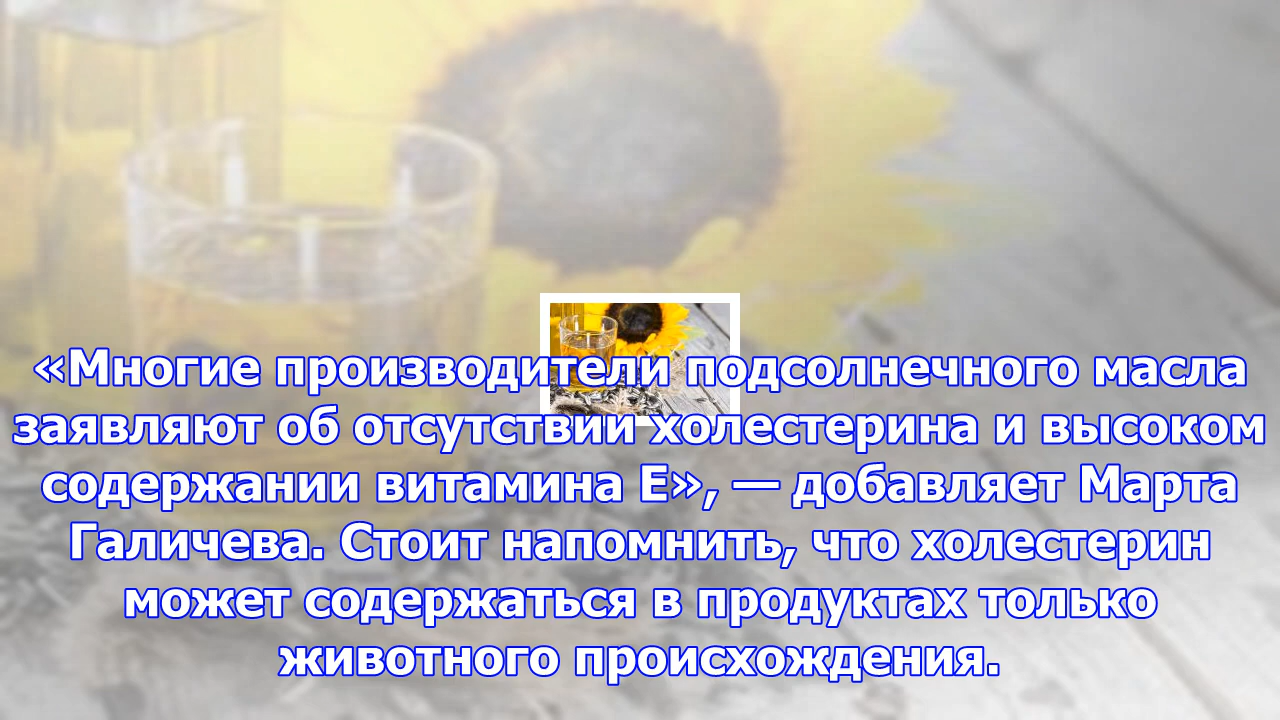 «Многие производители подсолнечного масла
заявляют об отсутствии холестерина и высоком
содержании витамина Е», — добавляет Марта
Галичева. Стоит напомнить, что холестерин
может содержаться в продуктах только
животного происхождения.